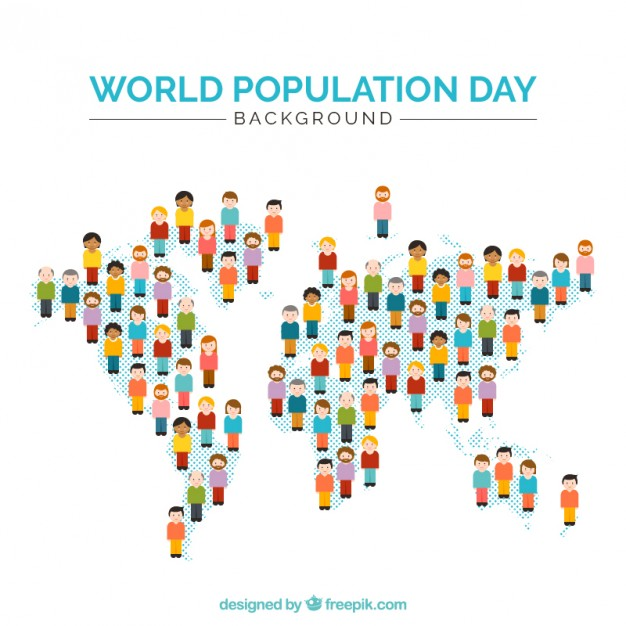 WORLD POPULATION DAY
BACKGROUND
designed by freepik.com